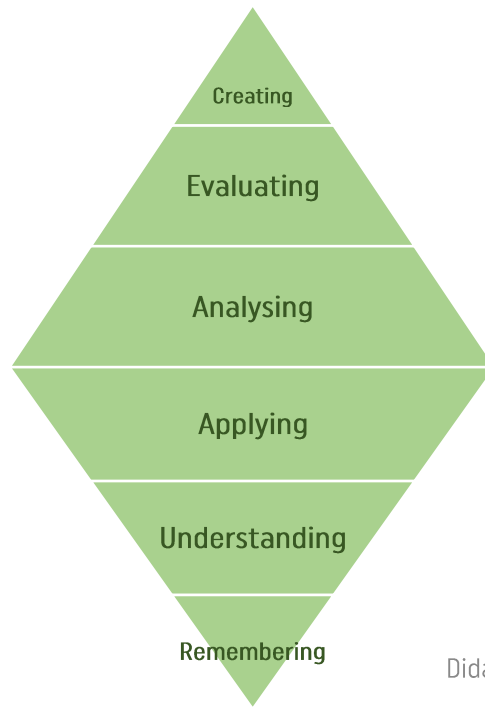 Creating
Evaluating
Analysing
Applying
Understanding
Remembering